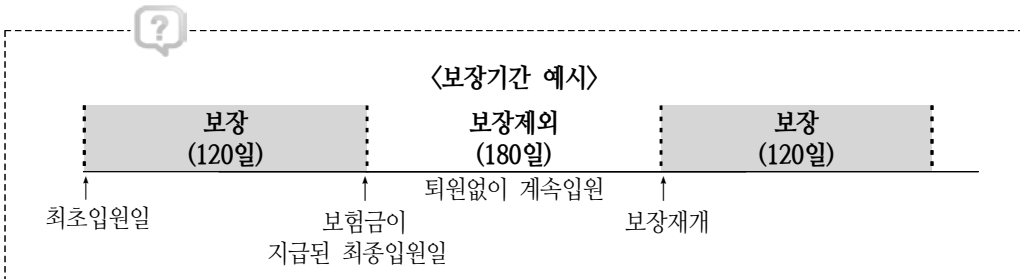 ?
〈보장기간 예시〉
보장 보장제외 보장
(120일) (180일) (120일)
퇴원없이 계속입원
최초입원일 보험금이 보장재개
지급된 최종입원일